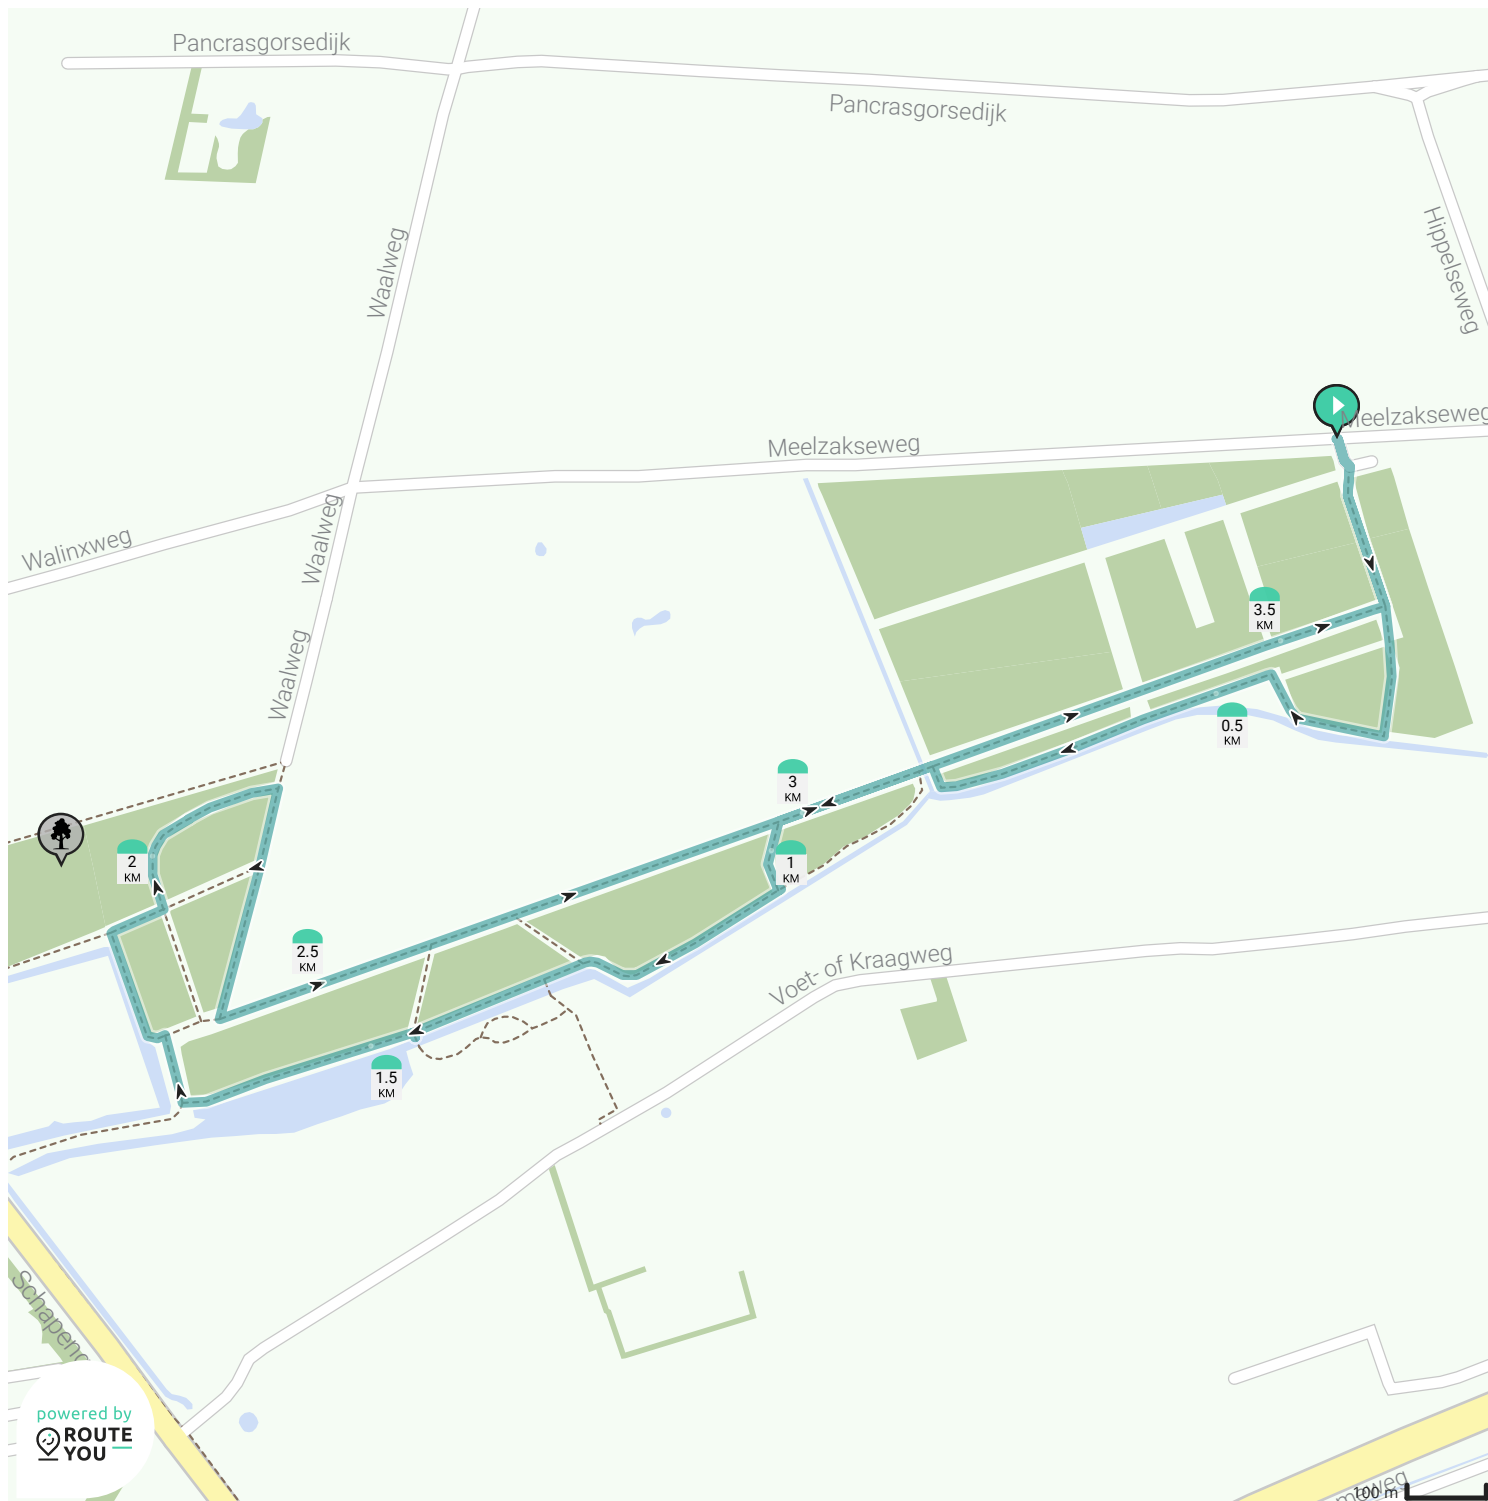 Pancrasgorsedijk
Pancrasgorsedijk
Waalweg
Hippelseweg
Meelzakseweg
Meelzakseweg
Walinxweg
Waalweg
Waalweg
3.5
KM
0.5
KM
3
KM
1
KM
2
KM
2.5
KM
1.5
KM
Voet- of Kraagweg
powered by
ROUTE
YOU
100 m